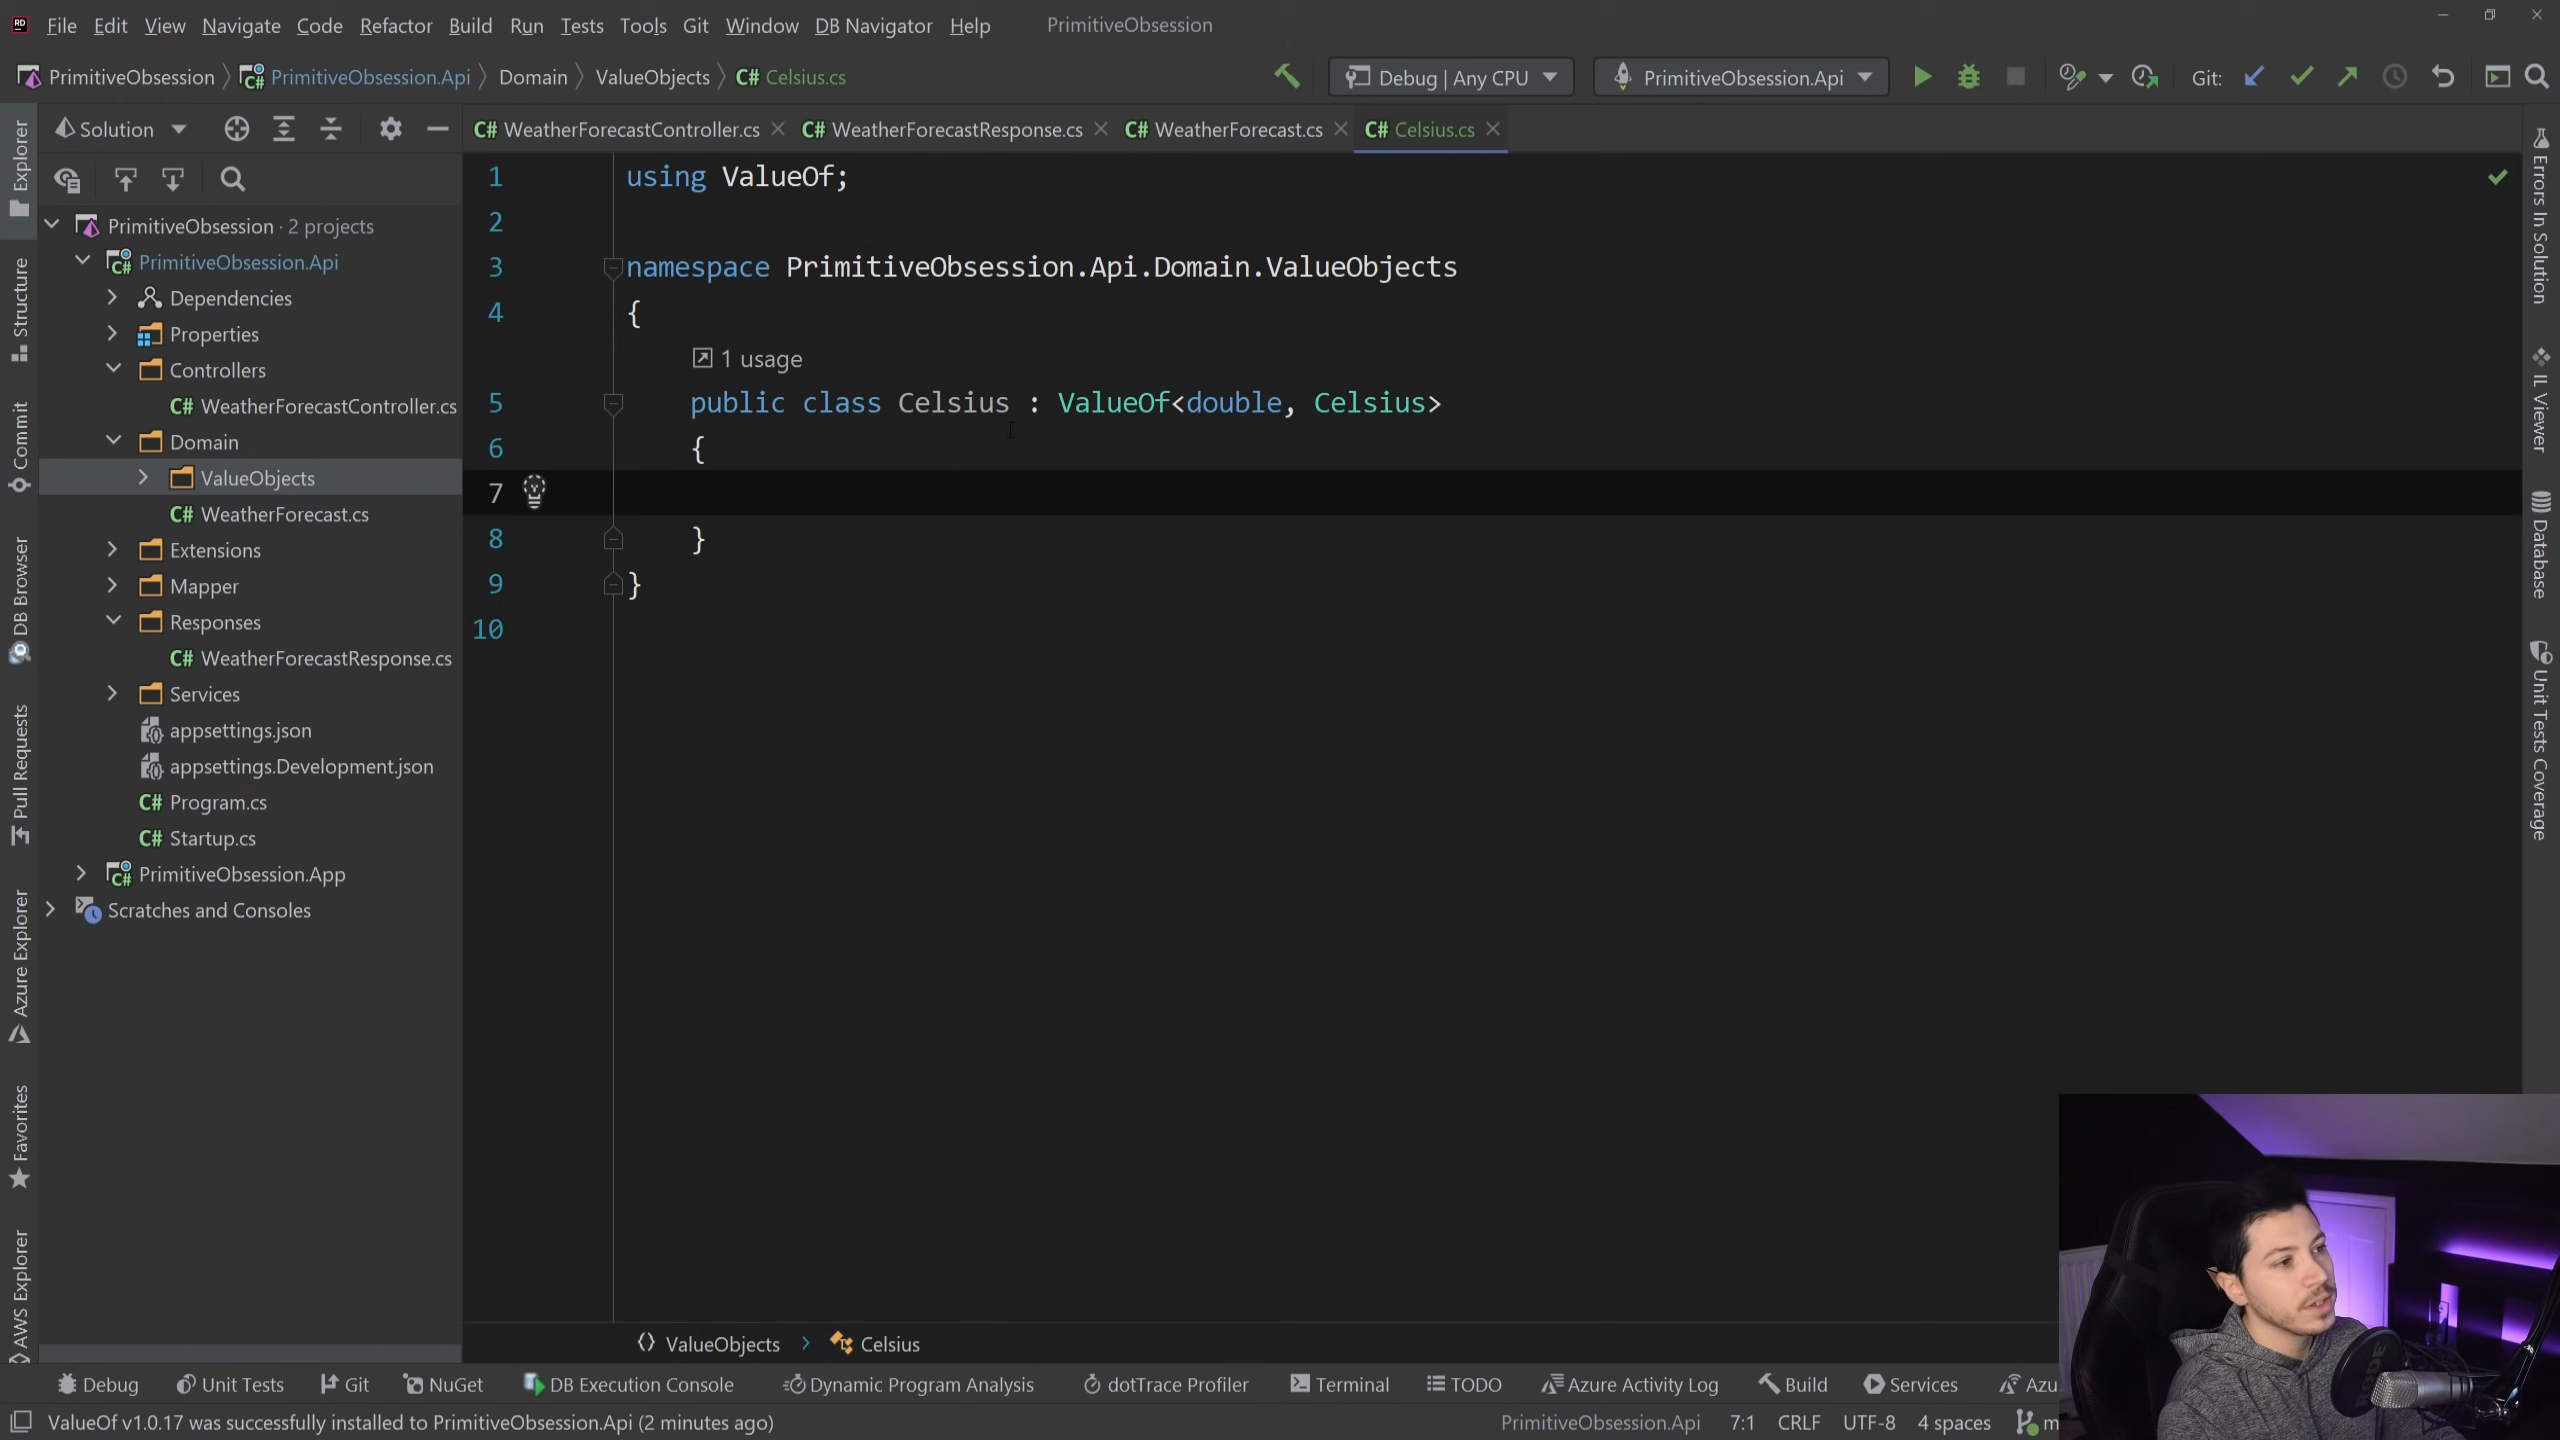 File Edit View Navigate Code Refactor Build Run Tests Tools Git Window DB Navigator Help PrimitiveObsession
PrimitiveObsession PrimitiveObsession.Api Domain ValueObjects C# Celsius.cs Debug | Any CPU PrimitiveObsession.Api Git:
Solution
C# WeatherForecastController.cs C# WeatherForecastResponse.cs C# WeatherForecast.cs C# Celsius.cs
Explorer
Structure
Commit
DB Browser
Pull Requests
Azure Explorer
Favorites
AWS Explorer
PrimitiveObsession · 2 projects
C# PrimitiveObsession.Api
Dependencies
Properties
Controllers
C# WeatherForecastController.cs
Domain
ValueObjects
C# WeatherForecast.cs
Extensions
Mapper
Responses
C# WeatherForecastResponse.cs
Services
appsettings.json
appsettings.Development.json
C# Program.cs
C# Startup.cs
C# PrimitiveObsession.App
Scratches and Consoles
1 using ValueOf;
2
3 namespace PrimitiveObsession.Api.Domain.ValueObjects
4 {
1 usage
5 public class Celsius : ValueOf<double, Celsius>
6 {
7
8 }
9 }
10
Errors In Solution
IL Viewer
Database
Unit Tests Coverage
RØDE
ValueObjects Celsius
Debug Unit Tests Git NuGet DB Execution Console Dynamic Program Analysis dotTrace Profiler Terminal TODO Azure Activity Log Build Services Azu
ValueOf v1.0.17 was successfully installed to PrimitiveObsession.Api (2 minutes ago) PrimitiveObsession.Api 7:1 CRLF UTF-8 4 spaces m